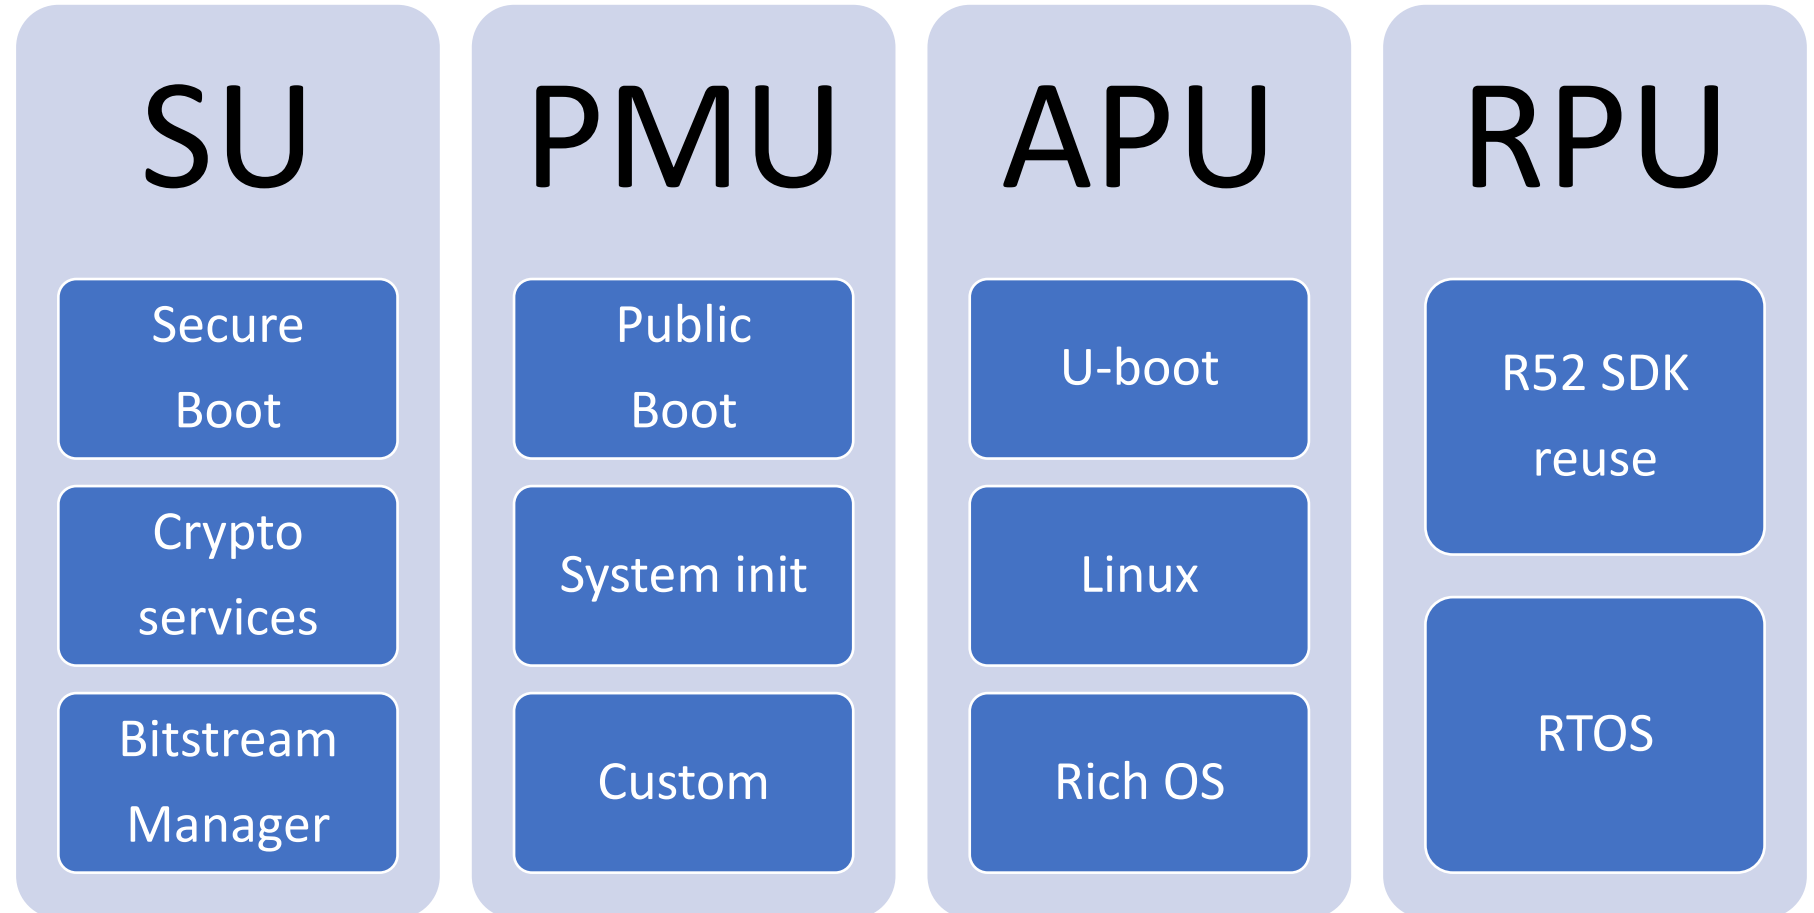 SU
Secure
Boot
Crypto
services
Bitstream
Manager
PMU
Public
Boot
System init
Custom
APU
U-boot
Linux
Rich OS
RPU
R52 SDK
reuse
RTOS